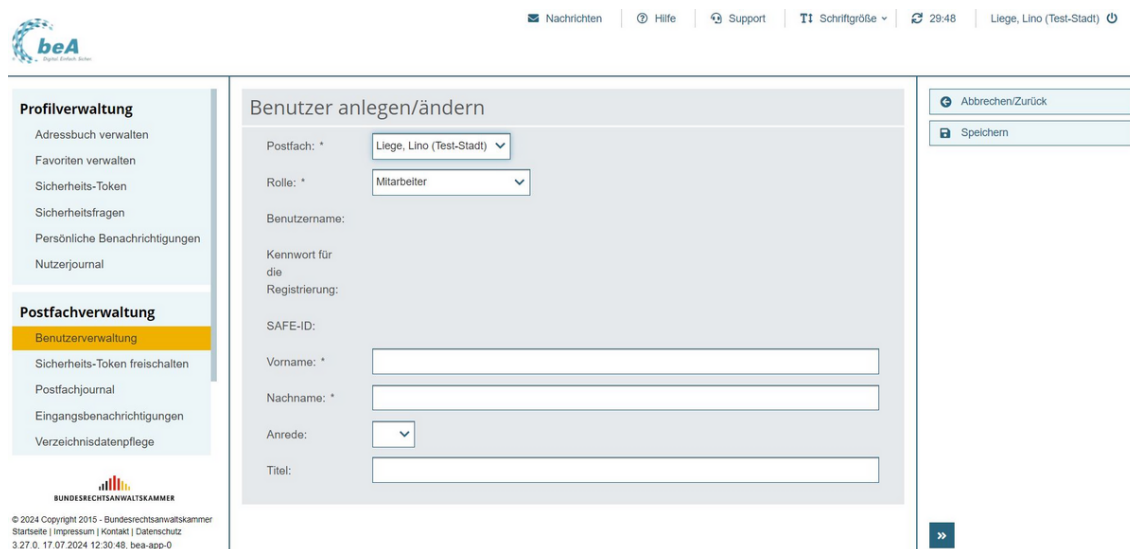 Nachrichten
Hilfe
Support
Schriftgröße
29:48
Liege, Lino (Test-Stadt)
beA
Digital. Einfach. Sicher.
Profilverwaltung
Adressbuch verwalten
Favoriten verwalten
Sicherheits-Token
Sicherheitsfragen
Persönliche Benachrichtigungen
Nutzerjournal
Postfachverwaltung
Benutzerverwaltung
Sicherheits-Token freischalten
Postfachjournal
Eingangsbenachrichtigungen
Verzeichnisdatenpflege
BUNDESRECHTSANWALTSKAMMER
© 2024 Copyright 2015 - Bundesrechtsanwaltskammer
Startseite | Impressum | Kontakt | Datenschutz
3.27.0, 17.07.2024 12:30:48, bea-app-0
Benutzer anlegen/ändern
Postfach: * Liege, Lino (Test-Stadt)
Rolle: * Mitarbeiter
Benutzername:
Kennwort für
die
Registrierung:
SAFE-ID:
Vorname: *
Nachname: *
Anrede:
Titel:
Abbrechen/Zurück
Speichern